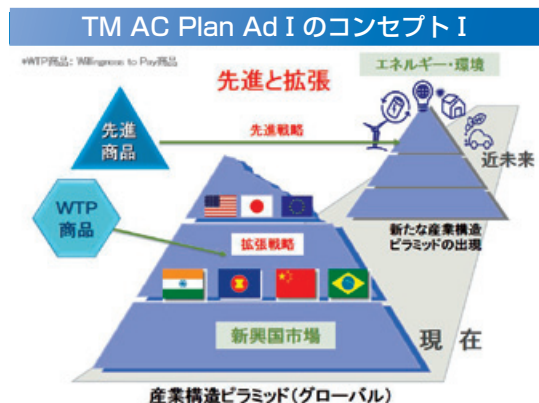 TM AC Plan Ad I のコンセプト I
*WTP商品: Willingness to Pay商品
エネルギー・環境
先進と拡張
先進
商品
先進戦略
近未来
WTP
商品
新たな産業構造
ピラミッドの出現
拡張戦略
新興国市場
現 在
産業構造ピラミッド(グローバル)